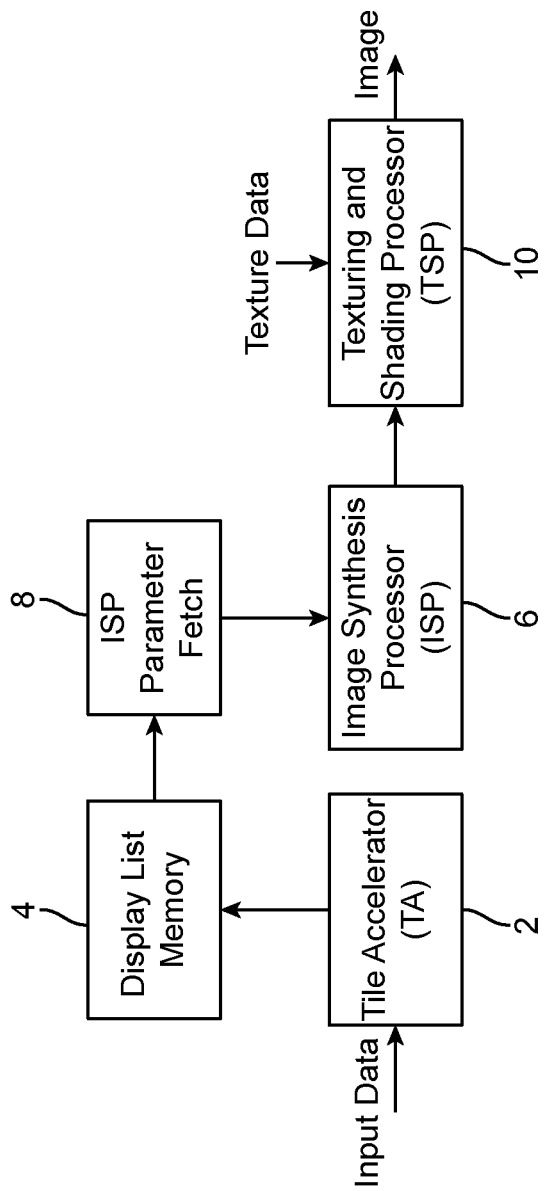 4
Display List
Memory
8
ISP
Parameter
Fetch
Texture Data
Input Data
Tile Accelerator
(TA)
2
Image Synthesis
Processor
(ISP)
6
Texturing and
Shading Processor
(TSP)
10
Image